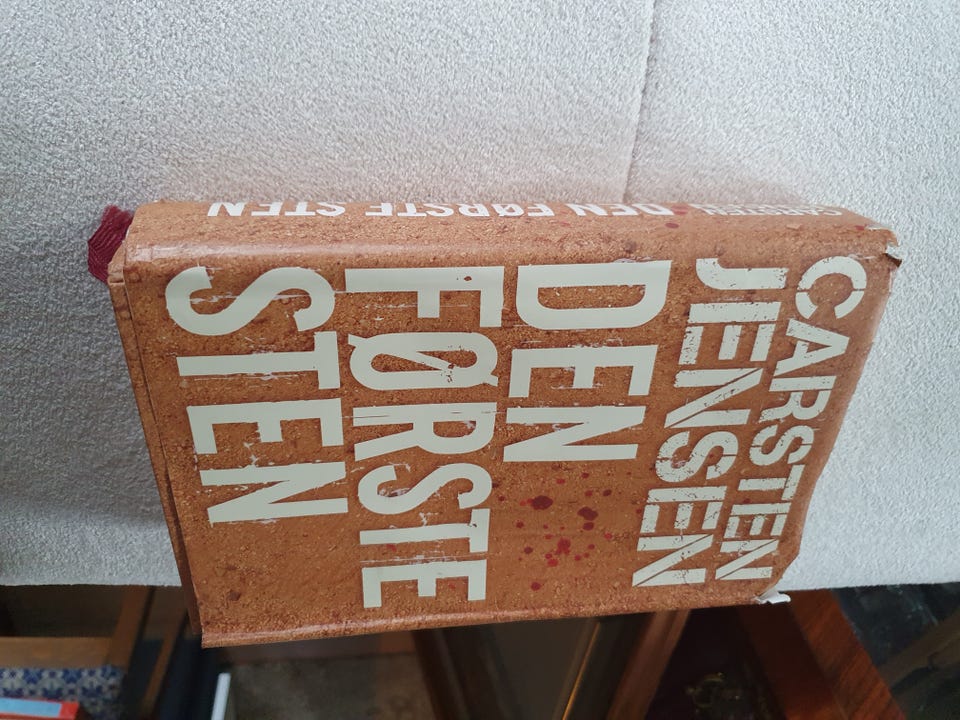 CARSTEN
JENSEN
DEN
FØRSTE
STEN
CARSTEN
JENSEN
DEN FØRSTE STEN